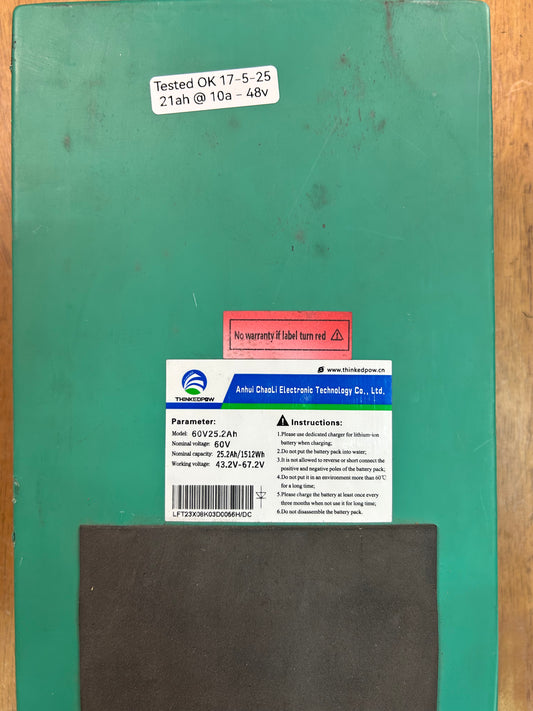 Tested OK 17-5-25
21ah @ 10a - 48v
No warranty if label turn red
www.thinkedpow.cn
THINKEDPOW
Anhui ChaoLi Electronic Technology Co., Ltd.
Parameter:
Model: 60V25.2Ah
Nominal voltage: 60V
Nominal capacity: 25.2Ah/1512Wh
Working voltage: 43.2V-67.2V
LFT23X08K03D0066H/DC
Instructions:
1.Please use dedicated charger for lithium-ion
battery when charging;
2.Do not put the battery pack into water;
3.It is not allowed to reverse or short connect the
positive and negative poles of the battery pack;
4.Do not put it in an environment more than 60℃
for a long time;
5.Please charge the battery at least once every
three months when not use it for long time;
6.Do not disassemble the battery pack.